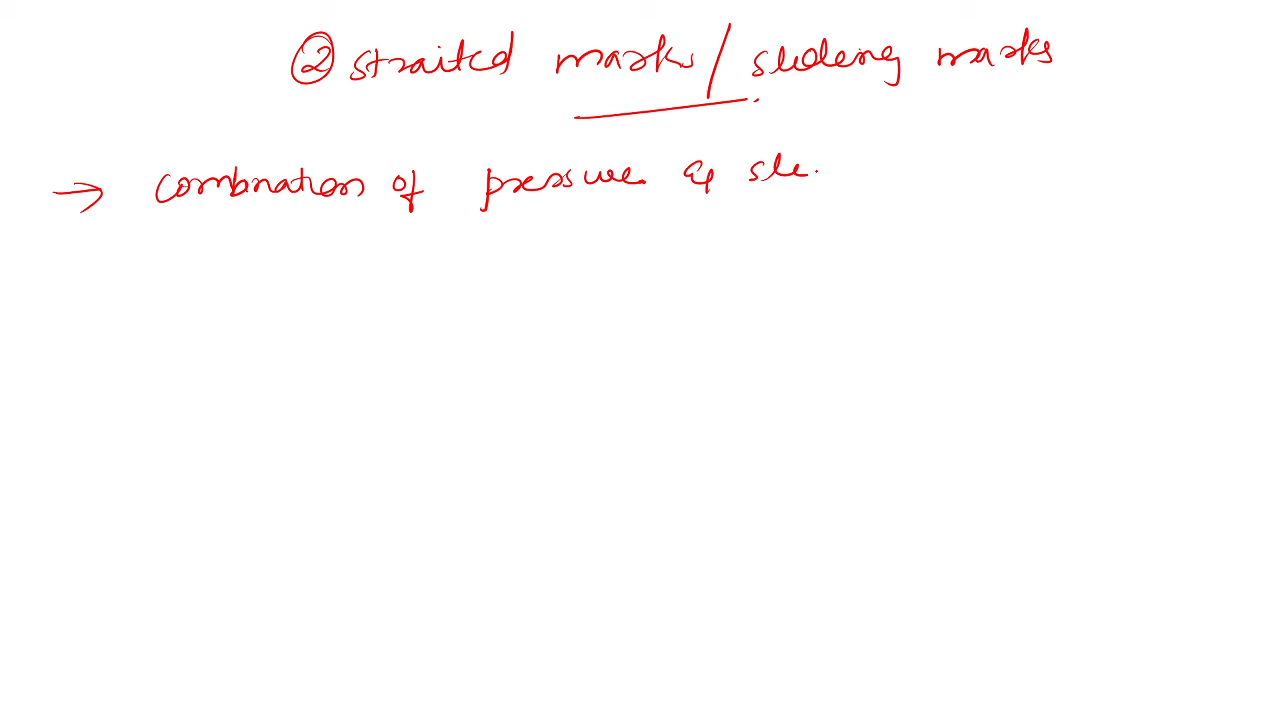 ② straited marks/sliding marks
→ combination of pressure & sli